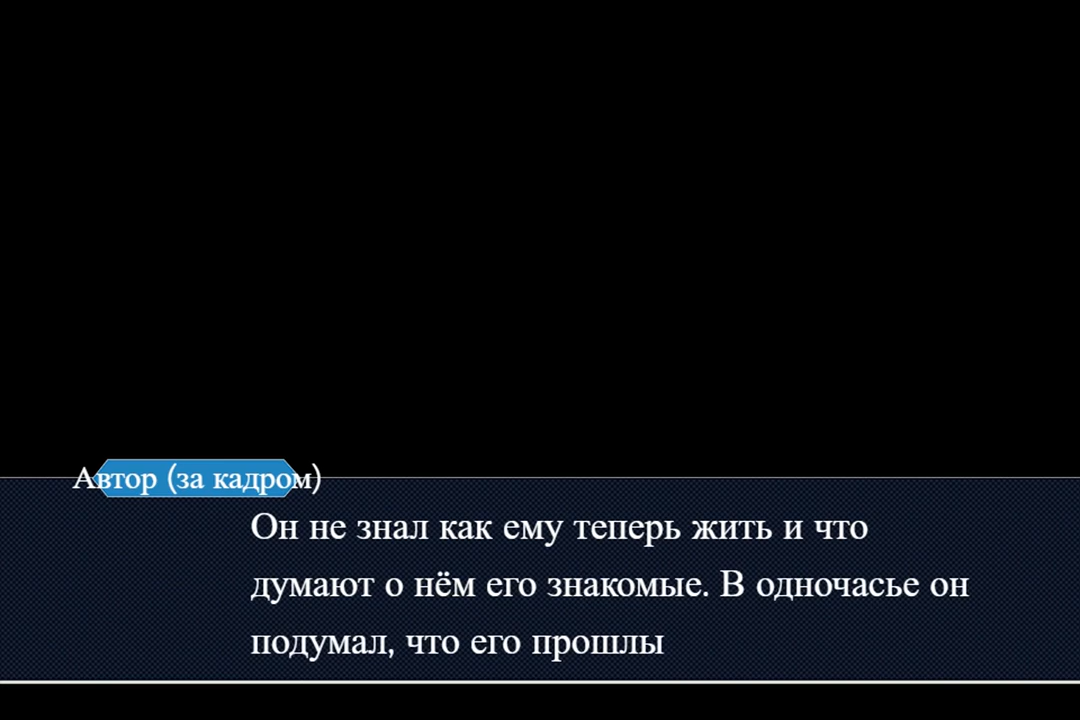 Автор (за кадром)
Он не знал как ему теперь жить и что
думают о нём его знакомые. В одночасье он
подумал, что его прошлы